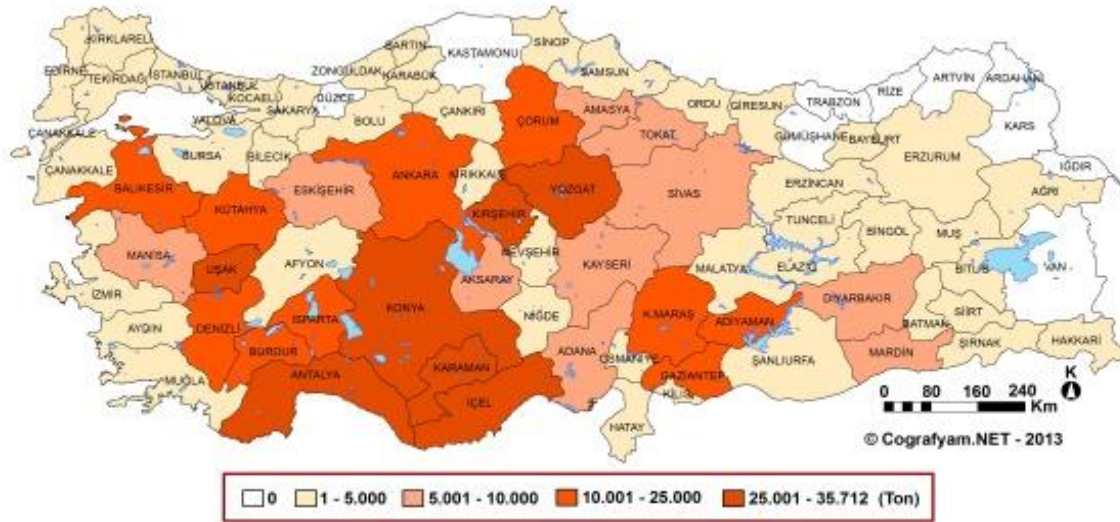 KIRKLARELİ
EDİRNE
TEKİRDAĞ
İSTANBUL
İSTANBUL
KOCAELİ
YALOVA
SAKARYA
DÜZCE
ZONGULDAK
BARTIN
KARABÜK
KASTAMONU
SİNOP
SAMSUN
ORDU
GİRESUN
TRABZON
RİZE
ARTVİN
ARDAHAN
KARS
IĞDIR
ÇANAKKALE
ÇANAKKALE
BURSA
BİLECİK
BOLU
ÇANKIRI
ÇORUM
AMASYA
TOKAT
GÜMÜŞHANE
BAYBURT
ERZURUM
AĞRI
BALIKESİR
KÜTAHYA
ESKİŞEHİR
ANKARA
KIRIKKALE
YOZGAT
SİVAS
ERZİNCAN
TUNCELİ
BİNGÖL
MUŞ
BİTLİS
VAN
MANİSA
UŞAK
AFYON
KIRŞEHİR
NEVŞEHİR
AKSARAY
KAYSERİ
MALATYA
ELAZIĞ
DİYARBAKIR
BATMAN
SİİRT
ŞIRNAK
HAKKARİ
İZMİR
AYDIN
DENİZLİ
ISPARTA
BURDUR
KONYA
NİĞDE
K.MARAŞ
ADIYAMAN
MARDİN
MUĞLA
ANTALYA
KARAMAN
İÇEL
ADANA
OSMANİYE
GAZİANTEP
KİLİS
ŞANLIURFA
HATAY
K
0 40 80 160 240
Km
© Cografyam.NET - 2013
0 1 - 5.000 5.001 - 10.000 10.001 - 25.000 25.001 - 35.712 (Ton)